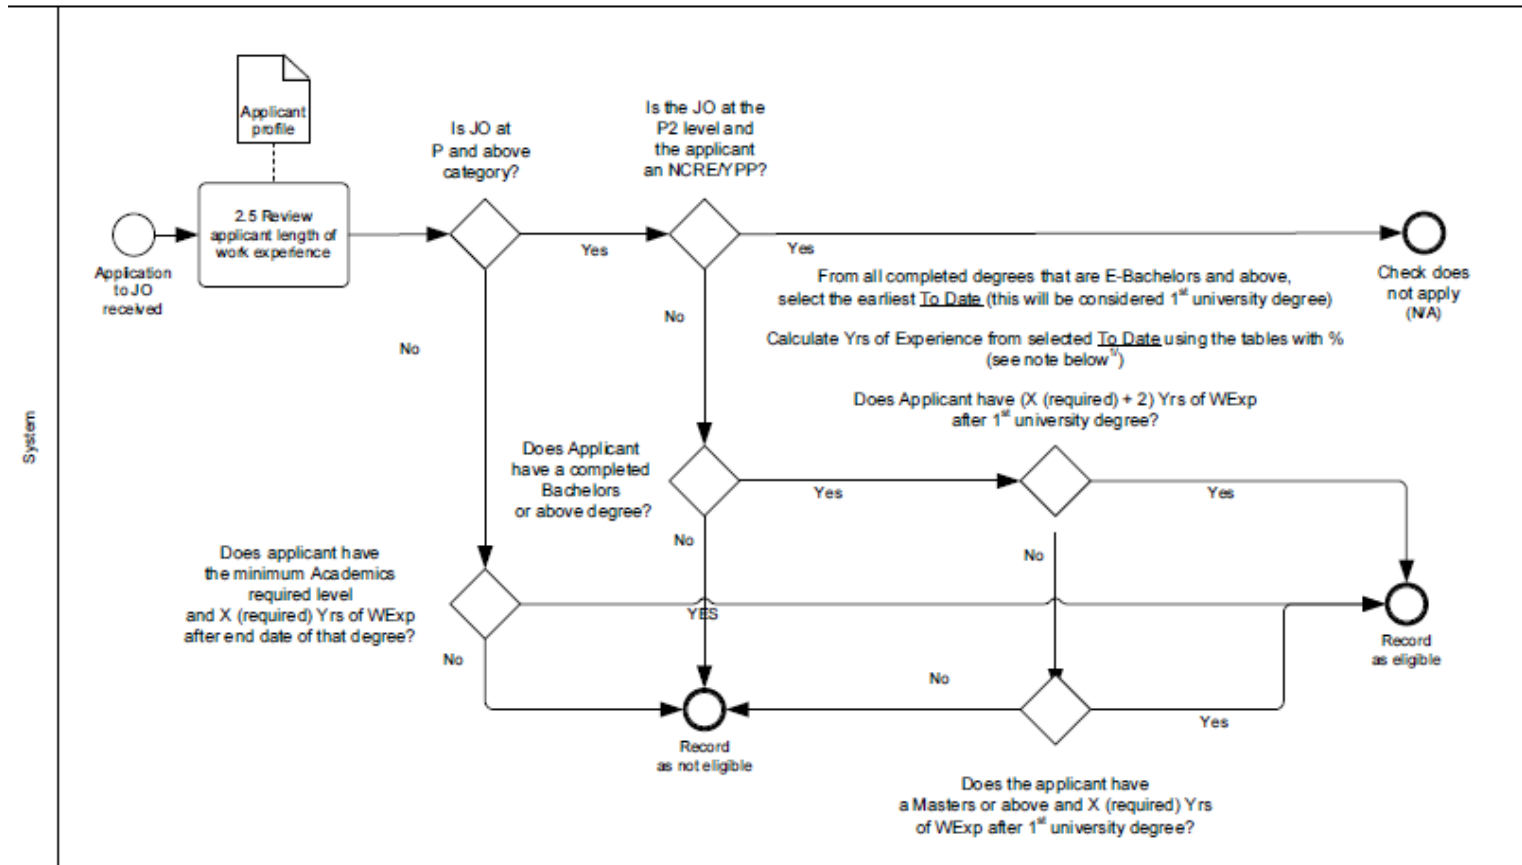 System
Applicant
profile
2.5 Review
applicant length of
work experience
Application
to JO
received
Is JO at
P and above
category?
Yes
No
Is the JO at the
P2 level and
the applicant
an NCRE/YPP?
Yes
No
Check does
not apply
(N/A)
From all completed degrees that are E-Bachelors and above,
select the earliest To Date (this will be considered 1st university degree)
Calculate Yrs of Experience from selected To Date using the tables with %
(see note below1/)
Does Applicant have (X (required) + 2) Yrs of WExp
after 1st university degree?
Does Applicant
have a completed
Bachelors
or above degree?
Yes
No
Yes
No
Does applicant have
the minimum Academics
required level
and X (required) Yrs of WExp
after end date of that degree?
YES
No
Record
as eligible
No
Yes
Record
as not eligible
Does the applicant have
a Masters or above and X (required) Yrs
of WExp after 1st university degree?